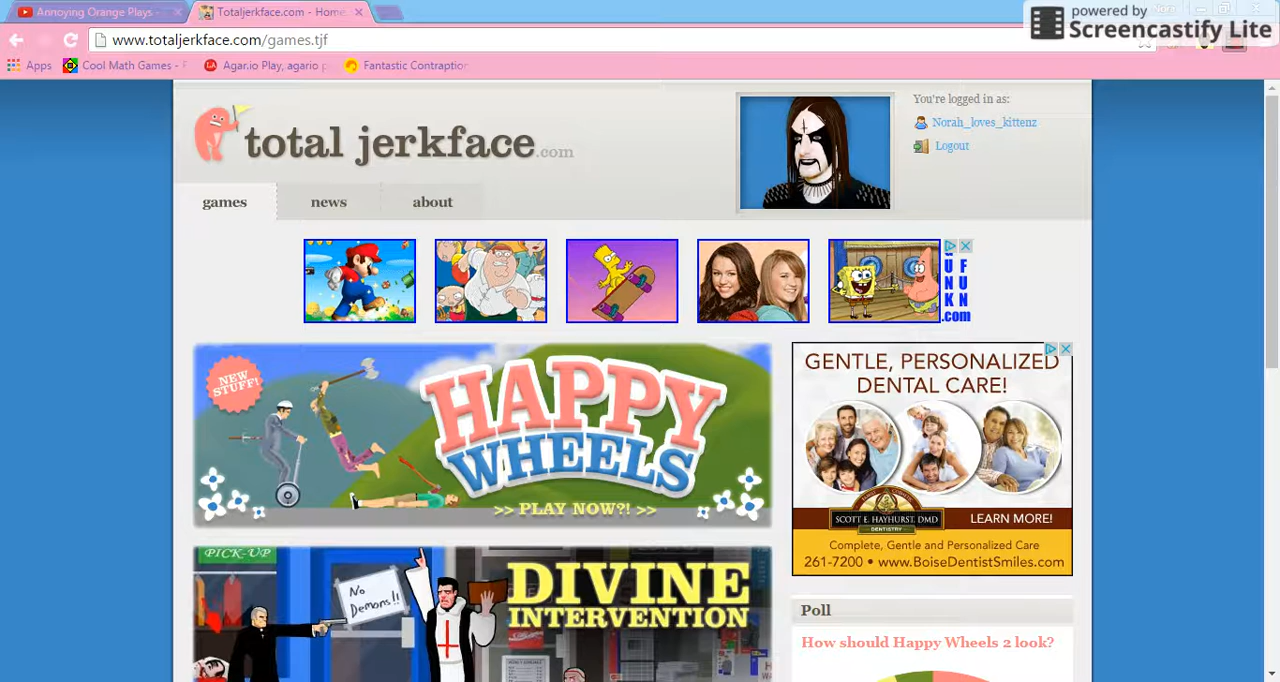 Annoying Orange Plays -
Totaljerkface.com - Home
powered by
Screencastify Lite
www.totaljerkface.com/games.tjf
Apps
Cool Math Games - F
Agar.io Play, agario p
Fantastic Contraption
total jerkface.com
You're logged in as:
Norah_loves_kittenz
Logout
games
news
about
FUNK
FUN
.com
NEW STUFF!
HAPPY
WHEELS
>> PLAY NOW?! >>
GENTLE, PERSONALIZED
DENTAL CARE!
SCOTT E. HAYHURST, DMD
DENTISTRY
LEARN MORE!
Complete, Gentle and Personalized Care
261-7200 • www.BoiseDentistSmiles.com
PICK-UP
No
Demons!!
DIVINE
INTERVENTION
Poll
How should Happy Wheels 2 look?